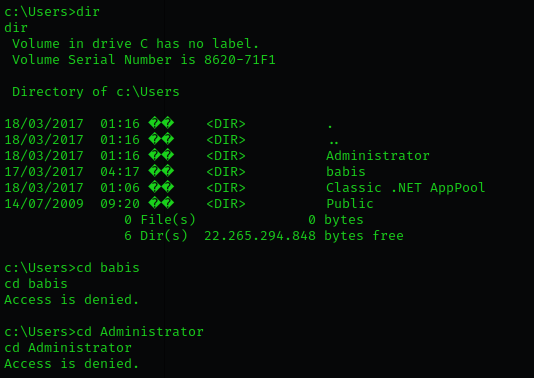 c:\Users>dir
dir
 Volume in drive C has no label.
 Volume Serial Number is 8620-71F1

 Directory of c:\Users

18/03/2017  01:16 ��    <DIR>          .
18/03/2017  01:16 ��    <DIR>          ..
18/03/2017  01:16 ��    <DIR>          Administrator
17/03/2017  04:17 ��    <DIR>          babis
18/03/2017  01:06 ��    <DIR>          Classic .NET AppPool
14/07/2009  09:20 ��    <DIR>          Public
               0 File(s)              0 bytes
               6 Dir(s)  22.265.294.848 bytes free

c:\Users>cd babis
cd babis
Access is denied.

c:\Users>cd Administrator
cd Administrator
Access is denied.